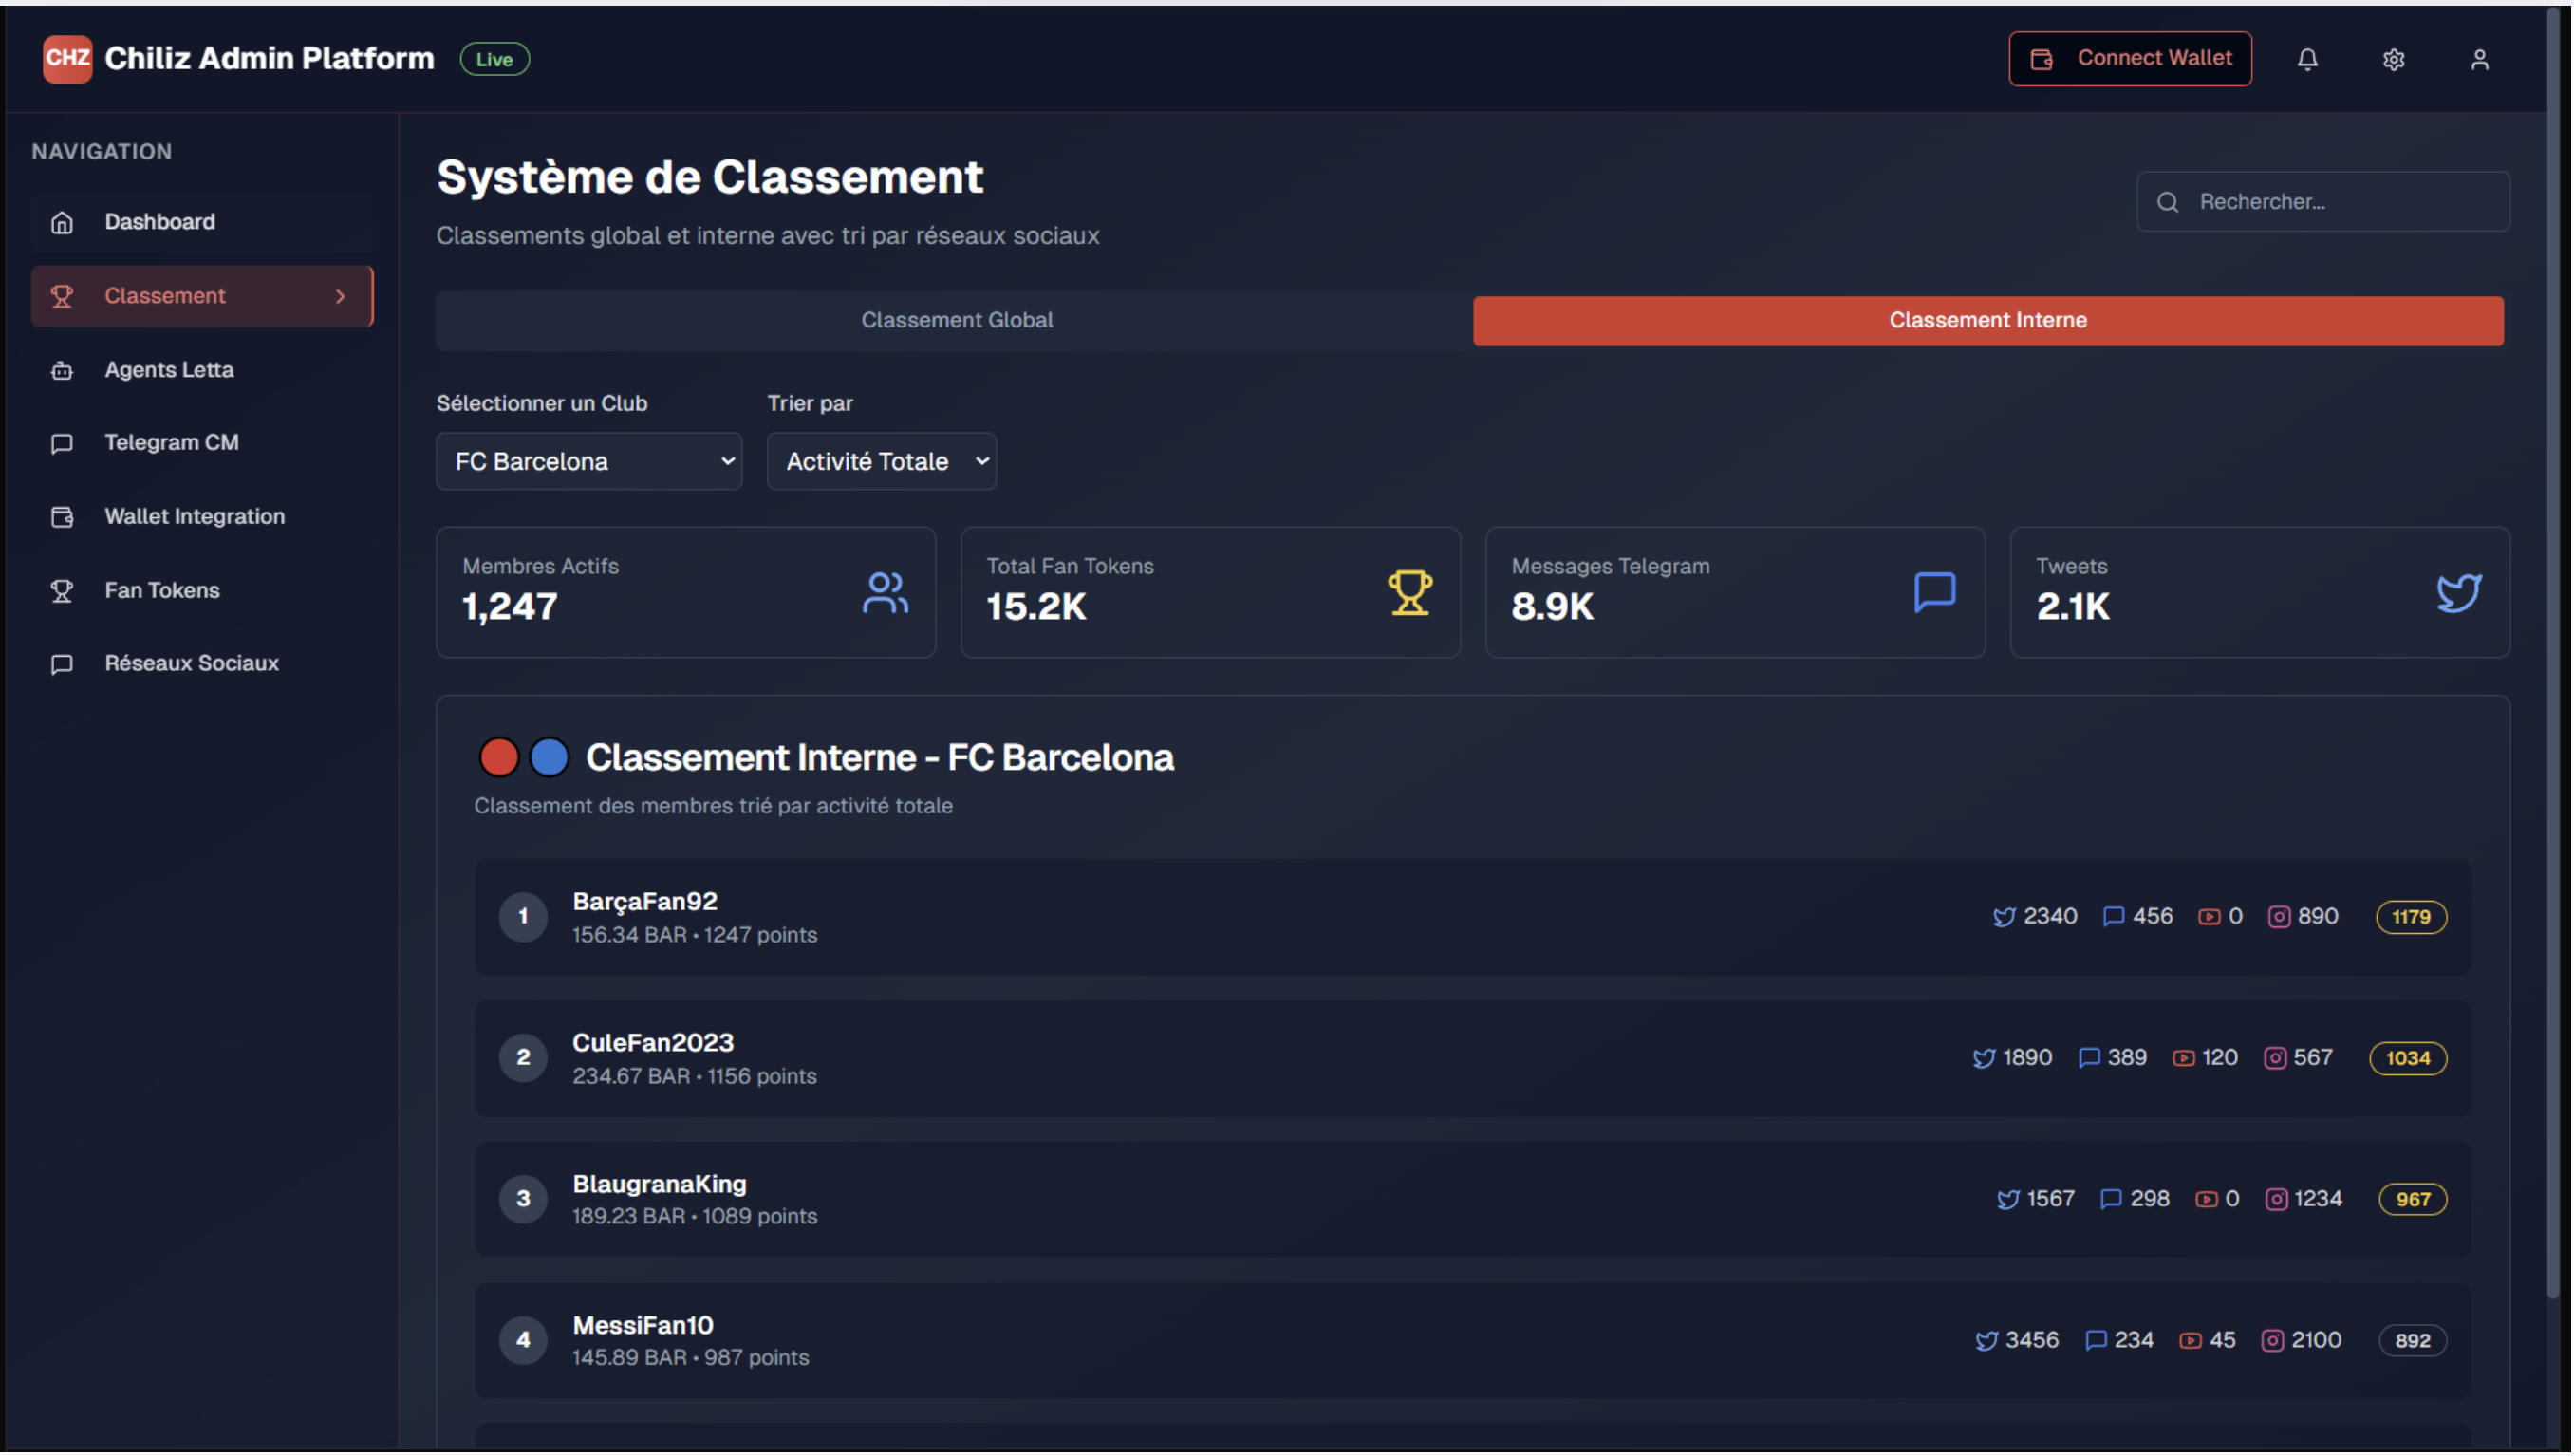 CHZ Chiliz Admin Platform Live Connect Wallet
NAVIGATION
Dashboard
Classement
Agents Letta
Telegram CM
Wallet Integration
Fan Tokens
Réseaux Sociaux
Système de Classement
Classements global et interne avec tri par réseaux sociaux
Rechercher...
Classement Global Classement Interne
Sélectionner un Club Trier par
FC Barcelona Activité Totale
Membres Actifs
1,247
Total Fan Tokens
15.2K
Messages Telegram
8.9K
Tweets
2.1K
Classement Interne - FC Barcelona
Classement des membres trié par activité totale
1 BarçaFan92
156.34 BAR • 1247 points
2340 456 0 890 1179
2 CuleFan2023
234.67 BAR • 1156 points
1890 389 120 567 1034
3 BlaugranaKing
189.23 BAR • 1089 points
1567 298 0 1234 967
4 MessiFan10
145.89 BAR • 987 points
3456 234 45 2100 892